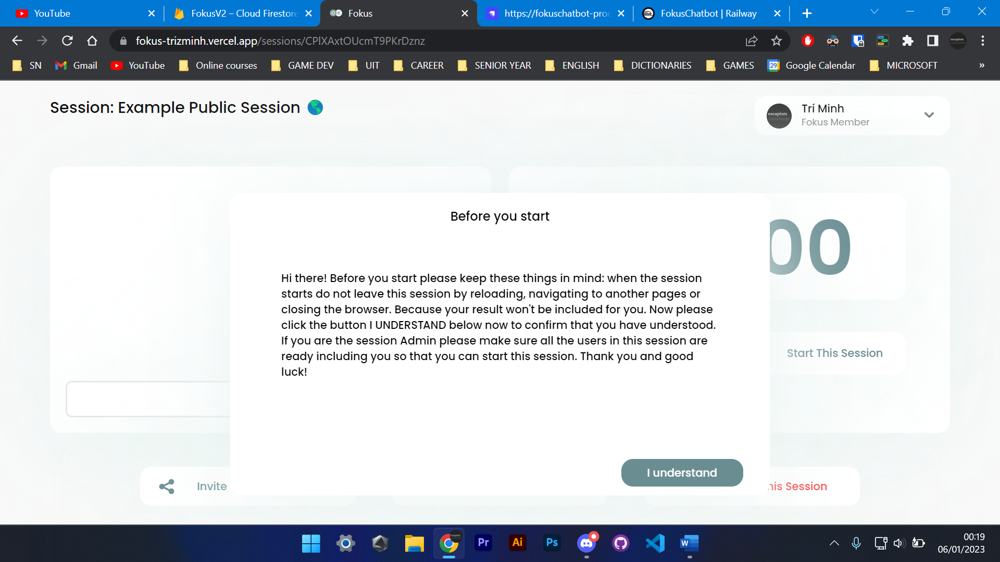 YouTube
FokusV2 – Cloud Firestore
Fokus
https://fokuschatbot-prod
FokusChatbot | Railway
fokus-trizminh.vercel.app/sessions/CPlXAxtOUcmT9PKrDznz
SN
Gmail
YouTube
Online courses
GAME DEV
UIT
CAREER
SENIOR YEAR
ENGLISH
DICTIONARIES
GAMES
Google Calendar
MICROSOFT
»
Session: Example Public Session
escapism
Trí Minh
Fokus Member
Before you start
00
Hi there! Before you start please keep these things in mind: when the session
starts do not leave this session by reloading, navigating to another pages or
closing the browser. Because your result won't be included for you. Now please
click the button I UNDERSTAND below now to confirm that you have understood.
If you are the session Admin please make sure all the users in this session are
ready including you so that you can start this session. Thank you and good
luck!
Start This Session
I understand
Invite
his Session
Pr
Ai
Ps
W
00:19
06/01/2023